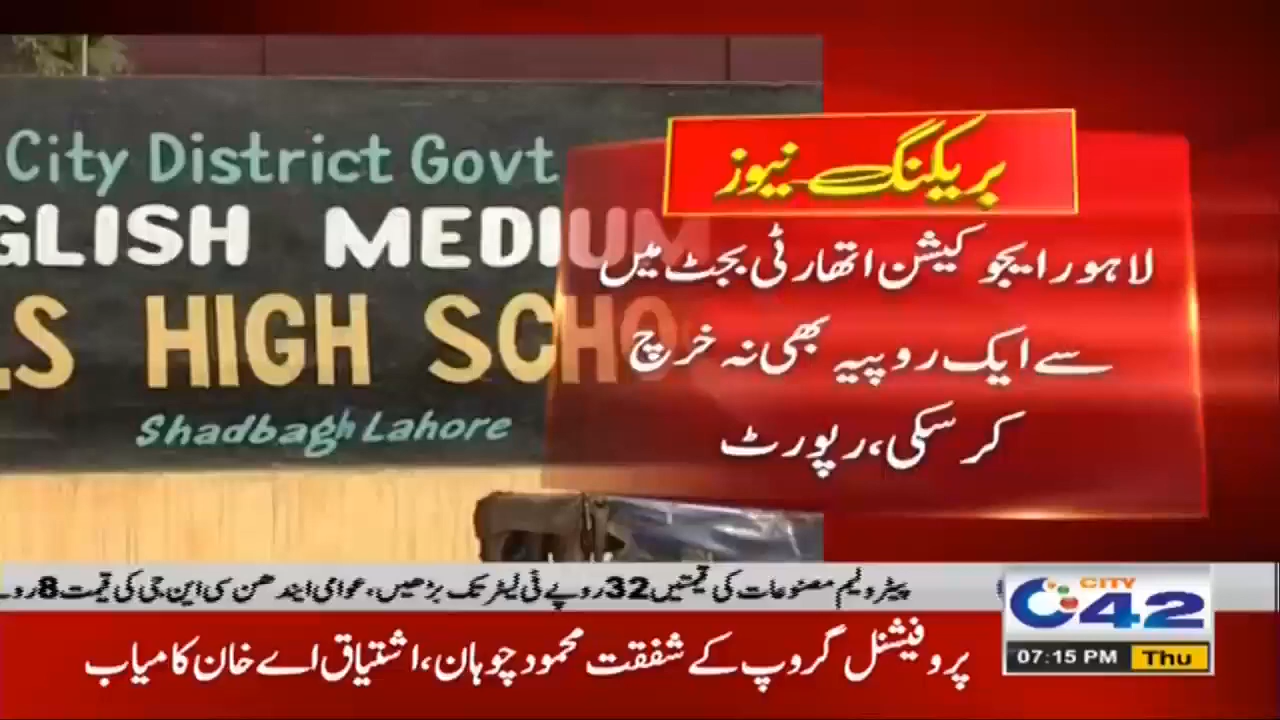 City District Govt
GLISH MEDIUM
LS HIGH SCHO
Shadbagh Lahore
بریکنگ نیوز
لاہور ایجوکیشن اتھارٹی بجٹ میں
سے ایک روپیہ بھی نہ خرچ
کر سکی، رپورٹ
پیٹرولیم مصنوعات کی قیمتیں 32 روپے فی لیٹر تک بڑھیں، عوامی ایندھن سی این جی کی قیمت 8 روپے
CITY
42
07:15 PM Thu
پروفیشنل گروپ کے شفقت محمود چوہان، اشتیاق اے خان کامیاب